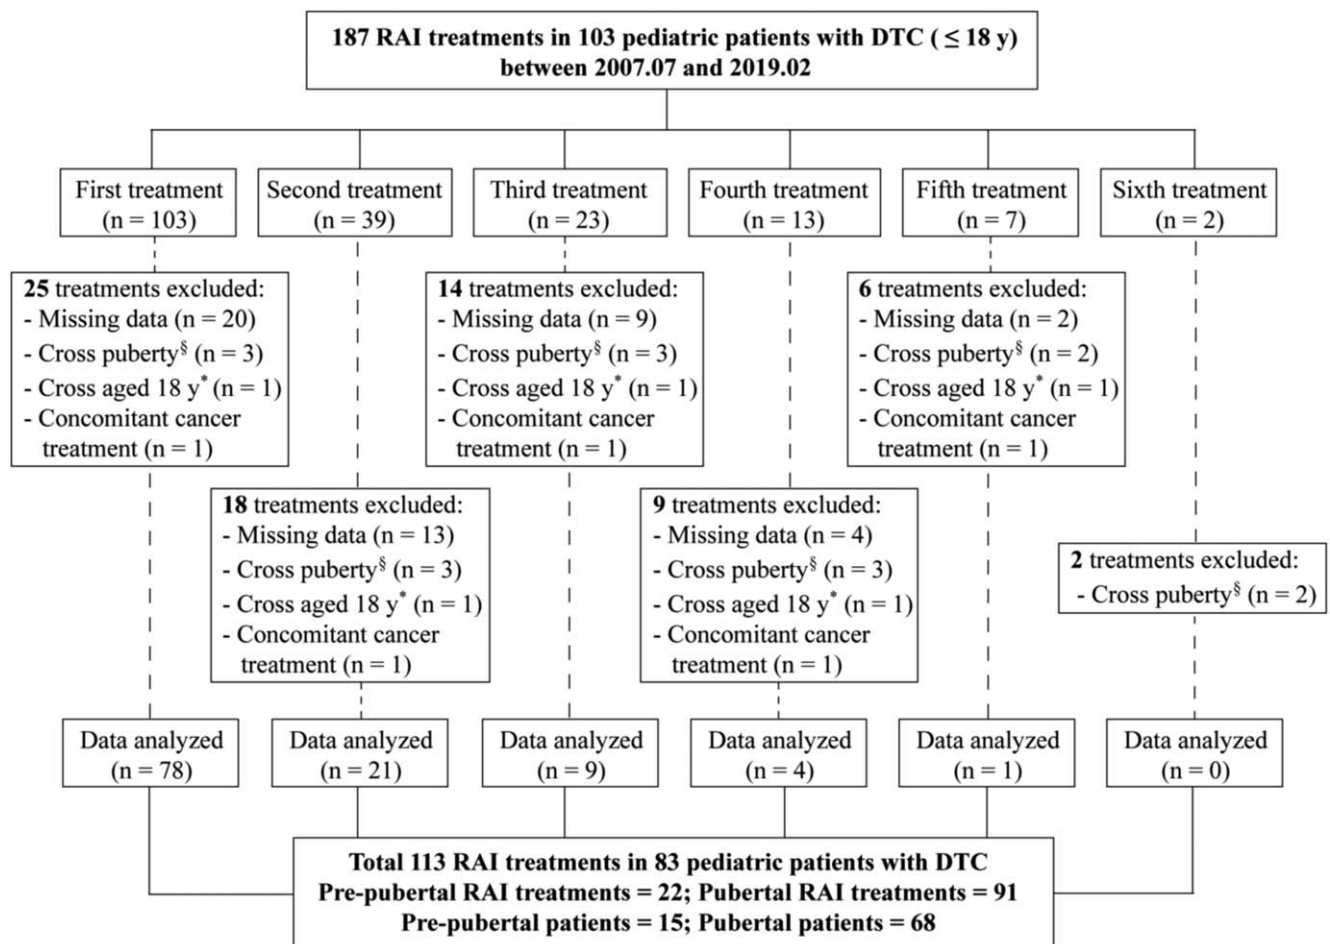 187 RAI treatments in 103 pediatric patients with DTC ( ≤ 18 y)
between 2007.07 and 2019.02
First treatment
(n = 103)
Second treatment
(n = 39)
Third treatment
(n = 23)
Fourth treatment
(n = 13)
Fifth treatment
(n = 7)
Sixth treatment
(n = 2)
25 treatments excluded:
- Missing data (n = 20)
- Cross puberty§ (n = 3)
- Cross aged 18 y* (n = 1)
- Concomitant cancer
treatment (n = 1)
14 treatments excluded:
- Missing data (n = 9)
- Cross puberty§ (n = 3)
- Cross aged 18 y* (n = 1)
- Concomitant cancer
treatment (n = 1)
6 treatments excluded:
- Missing data (n = 2)
- Cross puberty§ (n = 2)
- Cross aged 18 y* (n = 1)
- Concomitant cancer
treatment (n = 1)
18 treatments excluded:
- Missing data (n = 13)
- Cross puberty§ (n = 3)
- Cross aged 18 y* (n = 1)
- Concomitant cancer
treatment (n = 1)
9 treatments excluded:
- Missing data (n = 4)
- Cross puberty§ (n = 3)
- Cross aged 18 y* (n = 1)
- Concomitant cancer
treatment (n = 1)
2 treatments excluded:
- Cross puberty§ (n = 2)
Data analyzed
(n = 78)
Data analyzed
(n = 21)
Data analyzed
(n = 9)
Data analyzed
(n = 4)
Data analyzed
(n = 1)
Data analyzed
(n = 0)
Total 113 RAI treatments in 83 pediatric patients with DTC
Pre-pubertal RAI treatments = 22; Pubertal RAI treatments = 91
Pre-pubertal patients = 15; Pubertal patients = 68